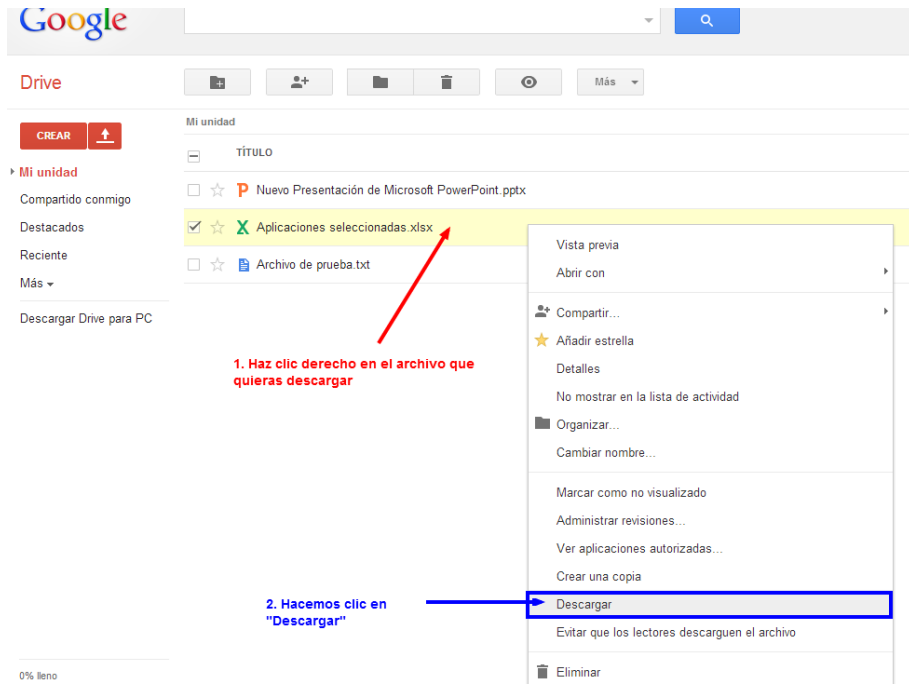 Google
Drive
Más
CREAR
Mi unidad
Compartido conmigo
Destacados
Reciente
Más
Descargar Drive para PC
0% lleno
Mi unidad
TÍTULO
Nuevo Presentación de Microsoft PowerPoint.pptx
Aplicaciones seleccionadas.xlsx
Archivo de prueba.txt
1. Haz clic derecho en el archivo que
quieras descargar
2. Hacemos clic en
"Descargar"
Vista previa
Abrir con
Compartir...
Añadir estrella
Detalles
No mostrar en la lista de actividad
Organizar...
Cambiar nombre...
Marcar como no visualizado
Administrar revisiones...
Ver aplicaciones autorizadas...
Crear una copia
Descargar
Evitar que los lectores descarguen el archivo
Eliminar